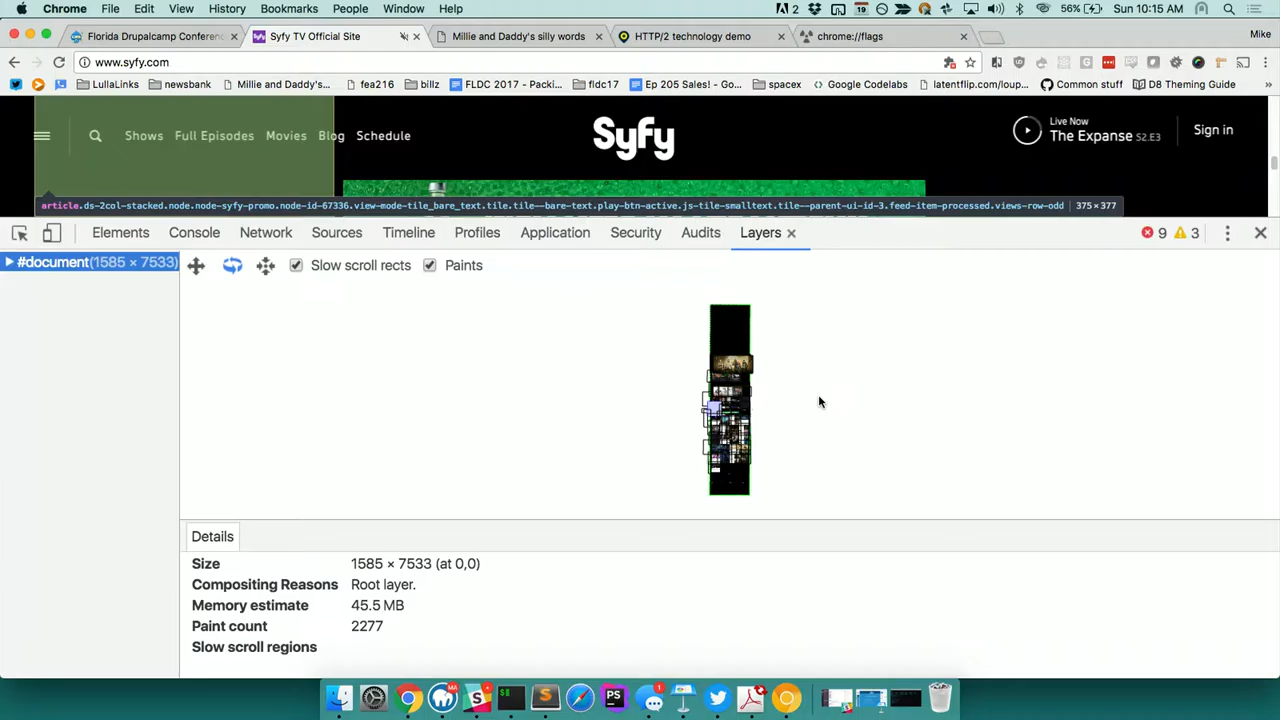 Chrome File Edit View History Bookmarks People Window Help 2 19 56% Sun 10:15 AM
Florida Drupalcamp Conferenc Syfy TV Official Site Millie and Daddy's silly words HTTP/2 technology demo chrome://flags Mike
www.syfy.com
LullaLinks newsbank Millie and Daddy's... fea216 billz FLDC 2017 - Packi... fldc17 Ep 205 Sales! - Go... spacex Google Codelabs latentflip.com/loup... Common stuff D8 Theming Guide »
Shows Full Episodes Movies Blog Schedule Syfy Live Now Sign in
The Expanse S2.E3
article.ds-2col-stacked.node.node-syfy-promo.node-id-67336.view-mode-tile_bare_text.tile.tile--bare-text.play-btn-active.js-tile-smalltext.tile--parent-ui-id-3.feed-item-processed.views-row-odd 375×377
Elements Console Network Sources Timeline Profiles Application Security Audits Layers 9 3
#document(1585 × 7533) Slow scroll rects Paints
Details
Size 1585 × 7533 (at 0,0)
Compositing Reasons Root layer.
Memory estimate 45.5 MB
Paint count 2277
Slow scroll regions
MA PS 1